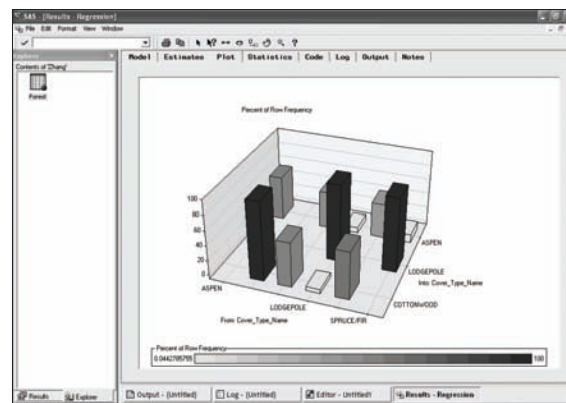 SAS - [Results - Regression]
File Edit Format View Window
Explorer
Contents of 'Zhang'
Forest
Model Estimates Plot Statistics Code Log Output Notes
Percent of Row Frequency
100
80
60
40
20
0
ASPEN
LODGEPOLE
SPRUCE/FIR
From: Cover_Type_Name
ASPEN
LODGEPOLE
COTTONWOOD
Into: Cover_Type_Name
Percent of Row Frequency
0.0442785755
100
Results
Explorer
Output - (Untitled)
Log - (Untitled)
Editor - Untitled1
Results - Regression